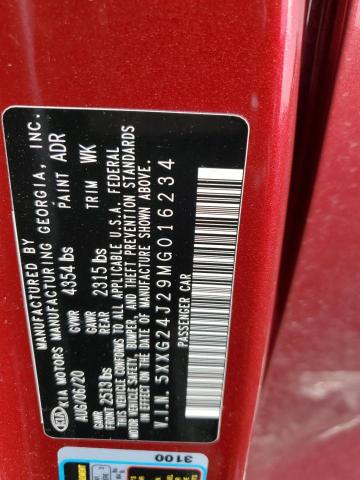 MANUFACTURED BY
KIA KIA MOTORS MANUFACTURING GEORGIA, INC.
AUG/06/20 GVWR 4354 lbs PAINT ADR
GAWR FRONT 2513 lbs GAWR REAR 2315 lbs TRIM WK
THIS VEHICLE CONFORMS TO ALL APPLICABLE U.S.A. FEDERAL
MOTOR VEHICLE SAFETY, BUMPER, AND THEFT PREVENTION STANDARDS
IN EFFECT ON THE DATE OF MANUFACTURE SHOWN ABOVE.
V.I.N. 5XXG24J29MG016234
PASSENGER CAR
3100